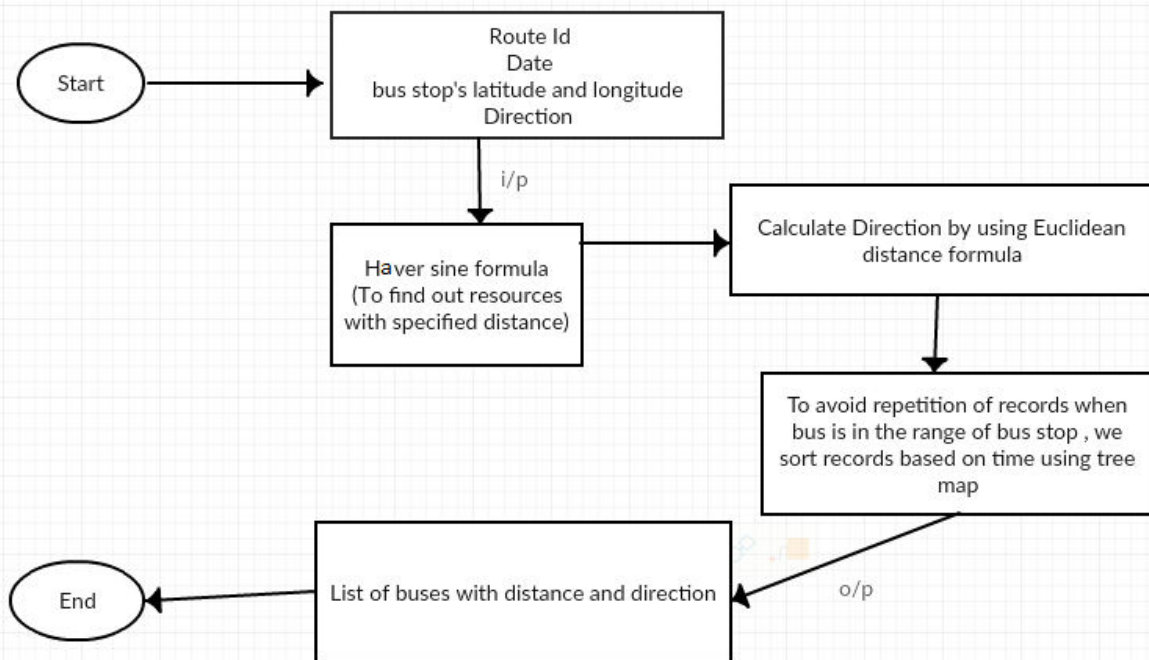 Start
Route Id
Date
bus stop's latitude and longitude
Direction
i/p
Haver sine formula
(To find out resources
with specified distance)
Calculate Direction by using Euclidean
distance formula
To avoid repetition of records when
bus is in the range of bus stop , we
sort records based on time using tree
map
o/p
List of buses with distance and direction
End